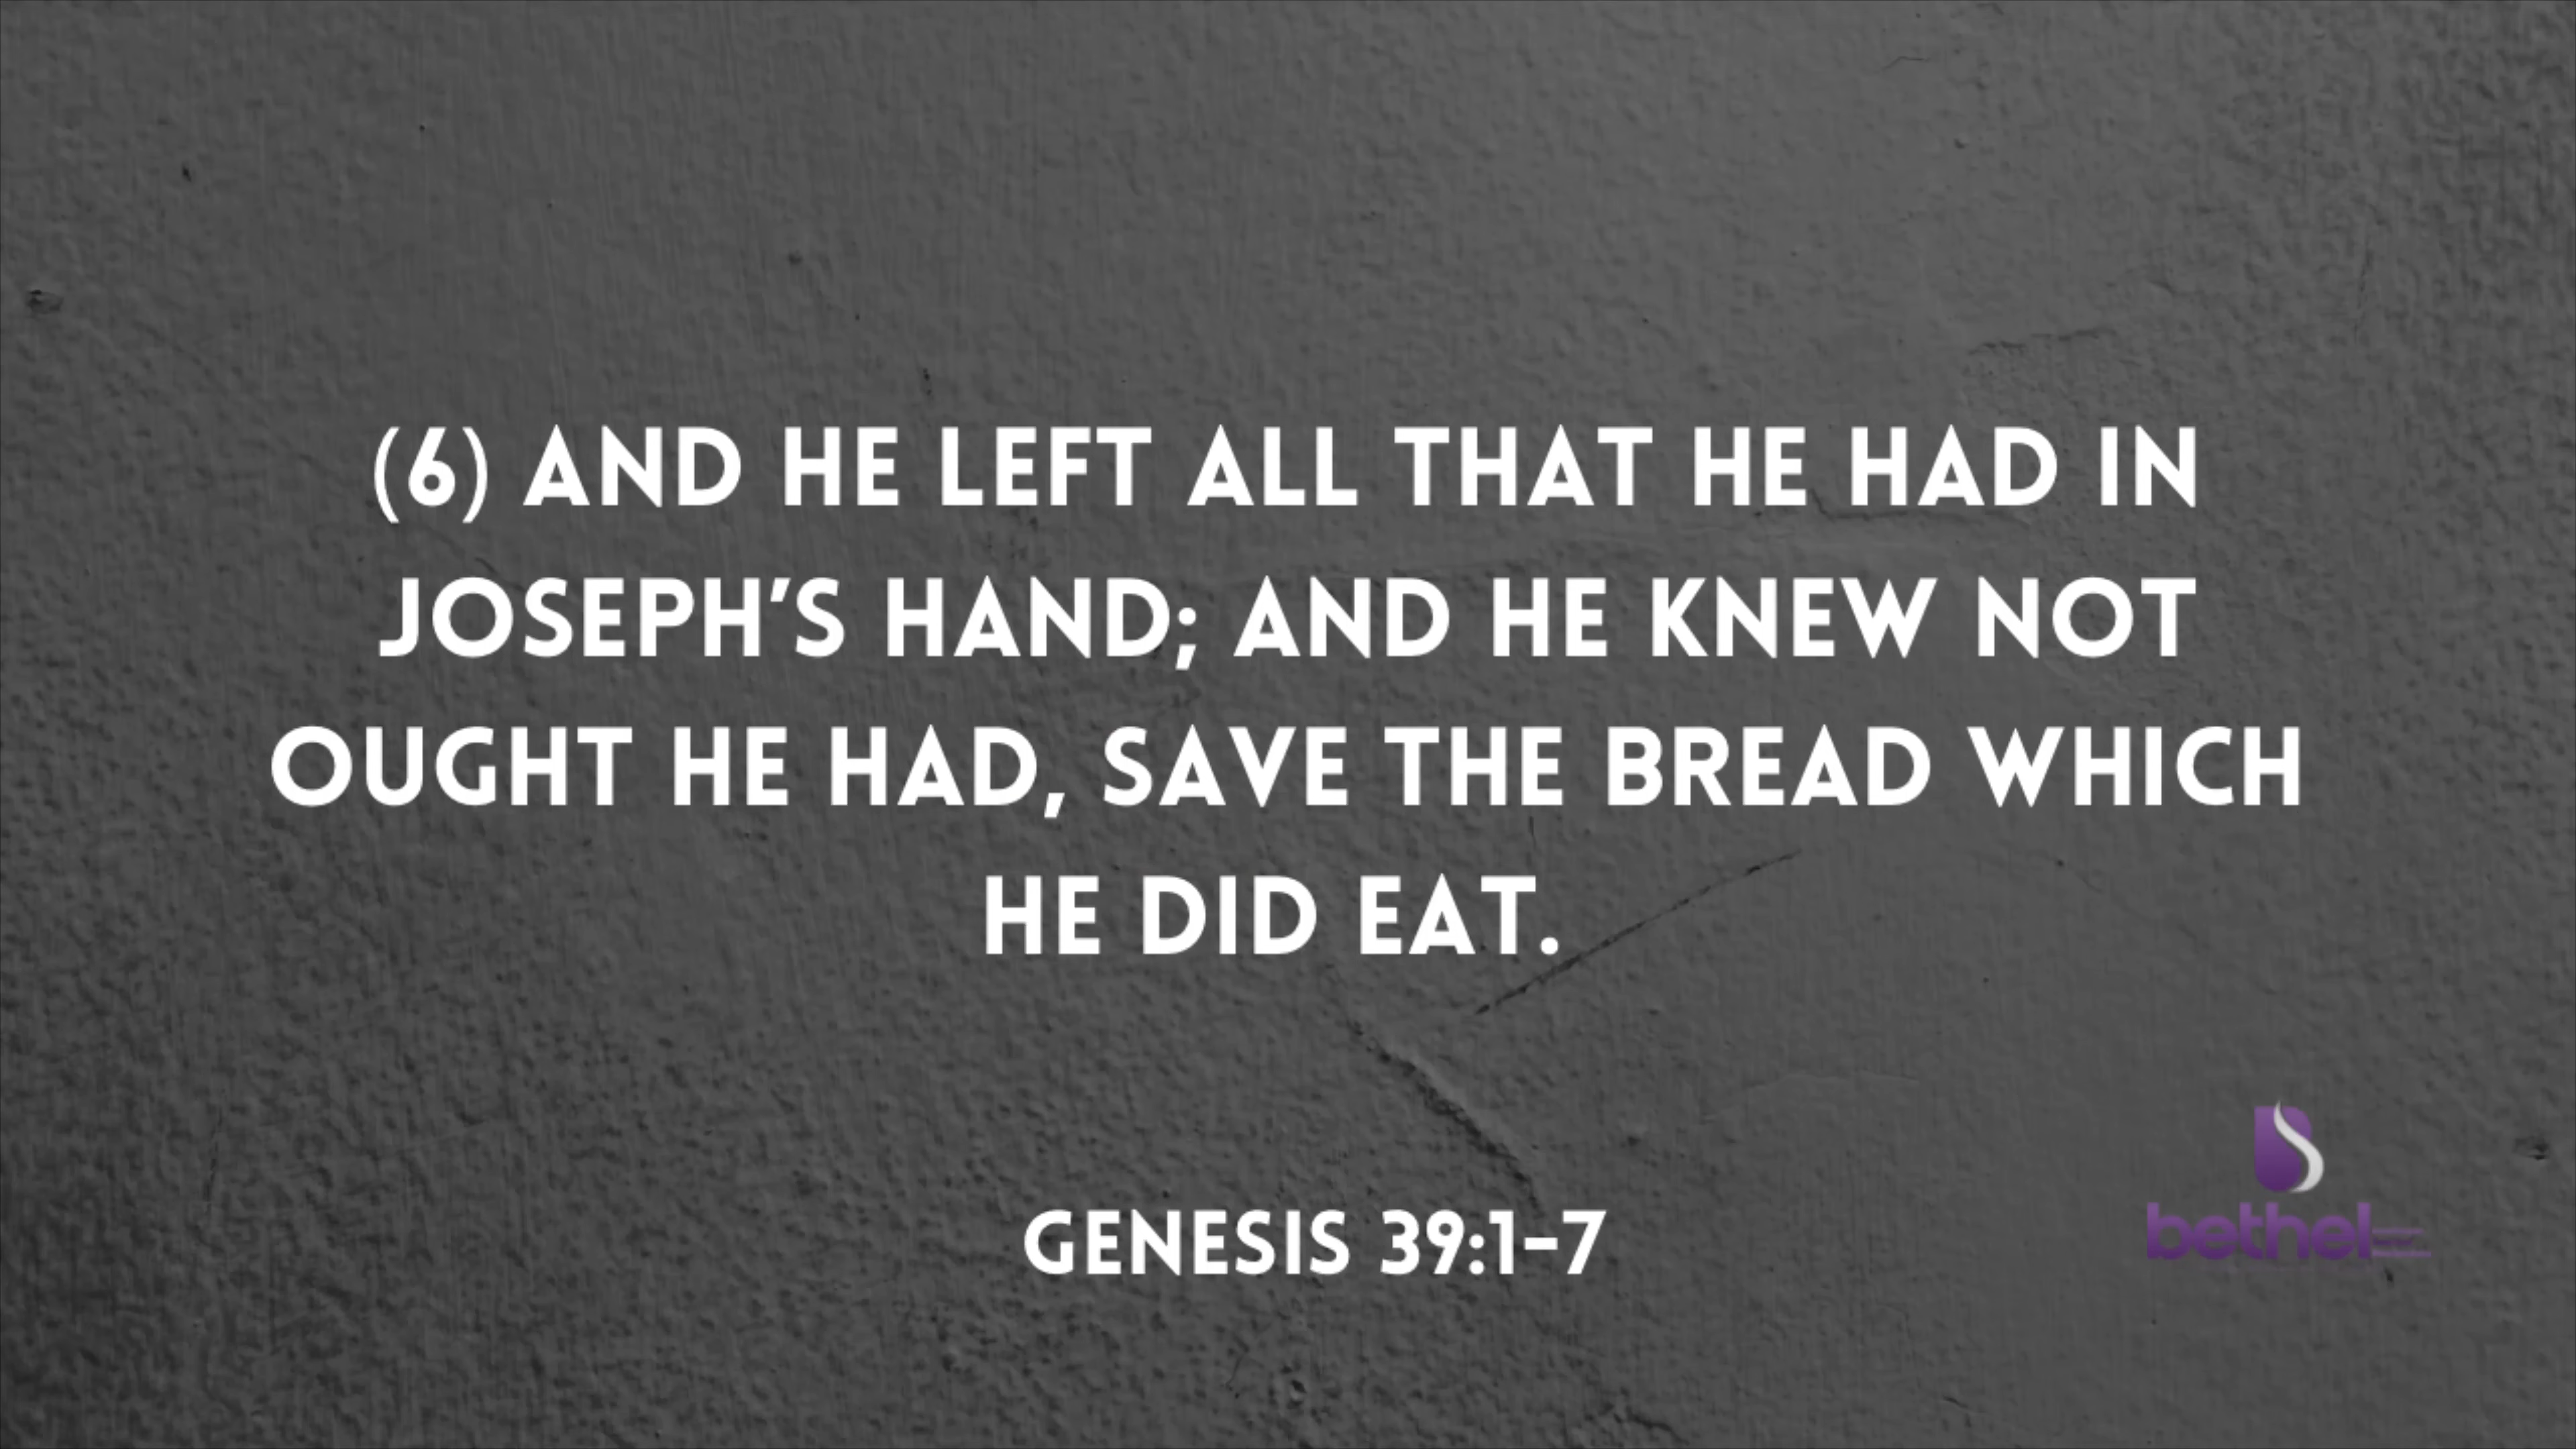 (6) AND HE LEFT ALL THAT HE HAD IN
JOSEPH'S HAND; AND HE KNEW NOT
OUGHT HE HAD, SAVE THE BREAD WHICH
HE DID EAT.
GENESIS 39:1-7
bethel